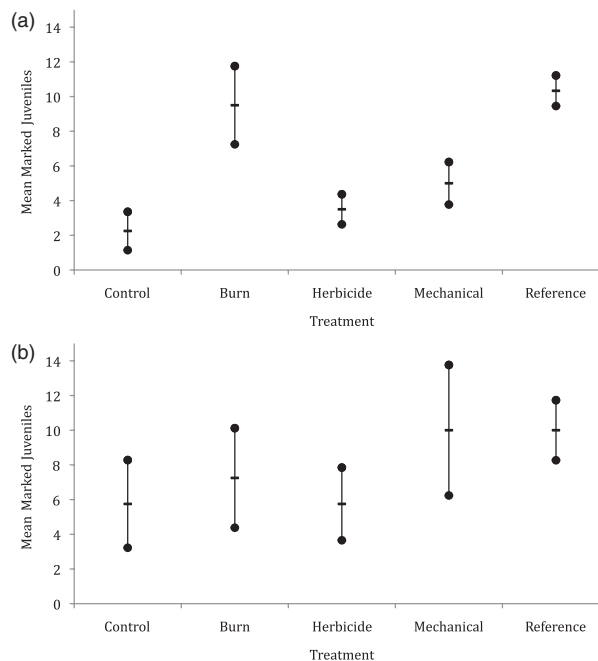 (a)
Mean Marked Juveniles
14
12
10
8
6
4
2
0
Control Burn Herbicide Mechanical Reference
Treatment
(b)
Mean Marked Juveniles
14
12
10
8
6
4
2
0
Control Burn Herbicide Mechanical Reference
Treatment